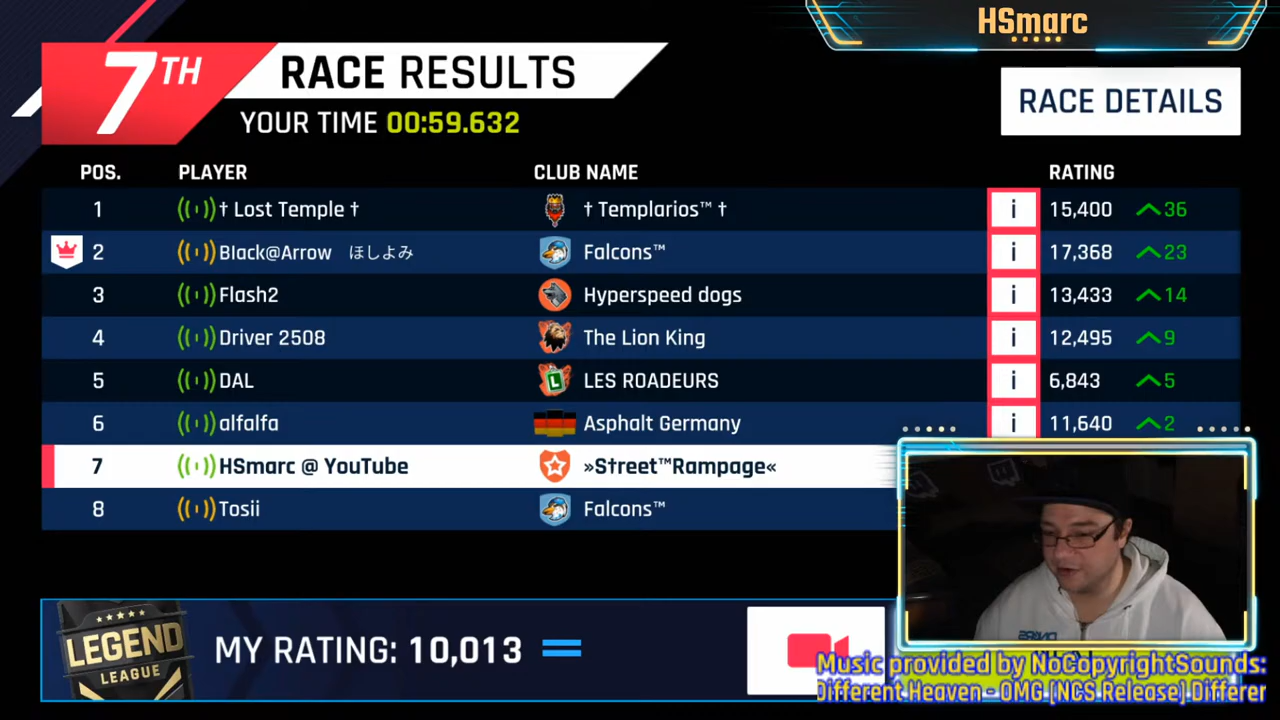 HSmarc
7TH
RACE RESULTS
YOUR TIME 00:59.632
RACE DETAILS
POS. PLAYER CLUB NAME RATING
1 † Lost Temple † † Templarios™ † i 15,400 36
2 Black@Arrow ほしよみ Falcons™ i 17,368 23
3 Flash2 Hyperspeed dogs i 13,433 14
4 Driver 2508 The Lion King i 12,495 9
5 DAL L LES ROADEURS i 6,843 5
6 alfalfa Asphalt Germany i 11,640 2
7 HSmarc @ YouTube »Street™Rampage«
8 Tosii Falcons™
LEGEND
LEAGUE
MY RATING: 10,013 =
Music provided by NoCopyrightSounds:
Different Heaven - OMG [NCS Release] Differen